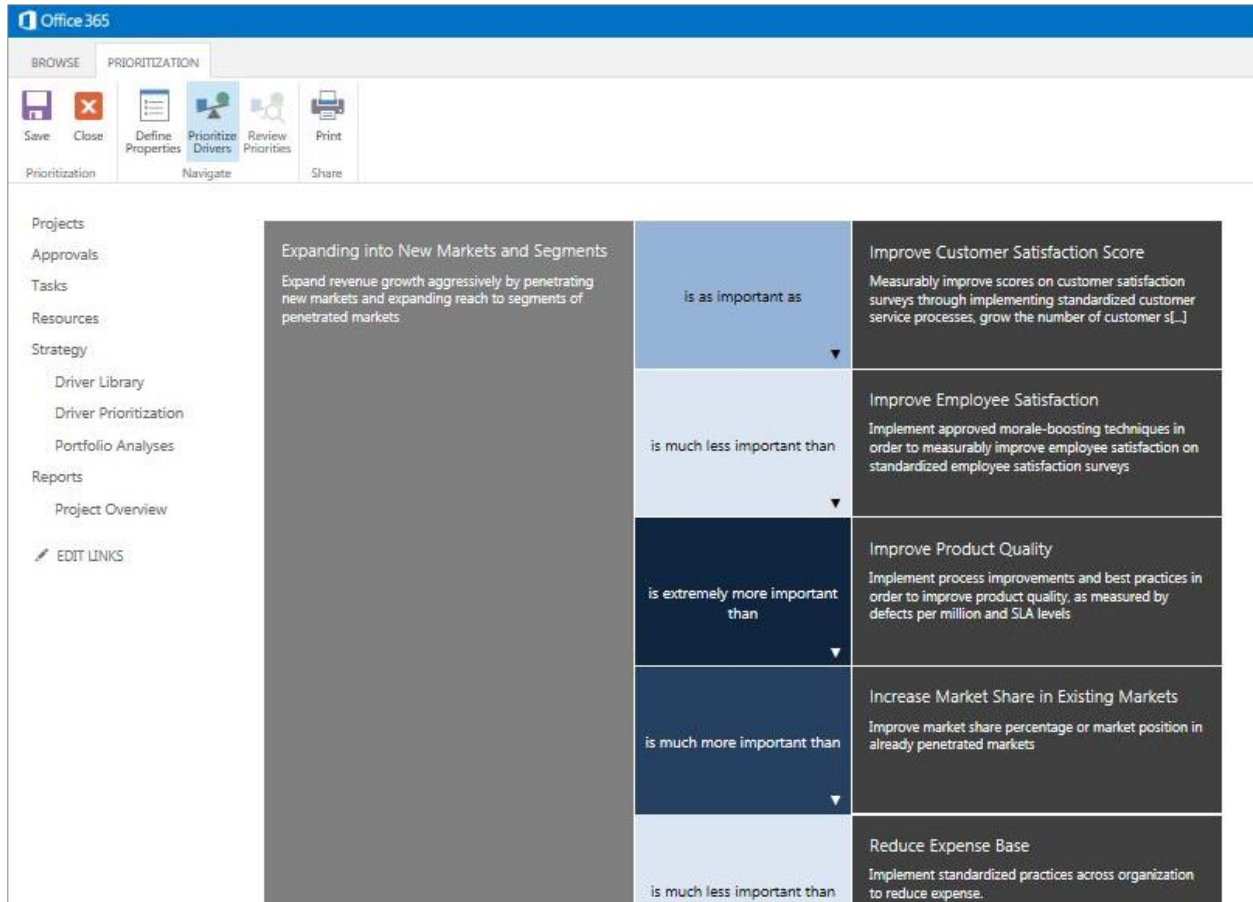 Office 365
BROWSE
PRIORITIZATION
Save
Close
Define
Properties
Prioritize
Drivers
Review
Priorities
Print
Prioritization
Navigate
Share
Projects
Approvals
Tasks
Resources
Strategy
Driver Library
Driver Prioritization
Portfolio Analyses
Reports
Project Overview
EDIT LINKS
Expanding into New Markets and Segments
Expand revenue growth aggressively by penetrating
new markets and expanding reach to segments of
penetrated markets
is as important as
Improve Customer Satisfaction Score
Measurably improve scores on customer satisfaction
surveys through implementing standardized customer
service processes, grow the number of customer s[...]
is much less important than
Improve Employee Satisfaction
Implement approved morale-boosting techniques in
order to measurably improve employee satisfaction on
standardized employee satisfaction surveys
is extremely more important
than
Improve Product Quality
Implement process improvements and best practices in
order to improve product quality, as measured by
defects per million and SLA levels
is much more important than
Increase Market Share in Existing Markets
Improve market share percentage or market position in
already penetrated markets
is much less important than
Reduce Expense Base
Implement standardized practices across organization
to reduce expense.